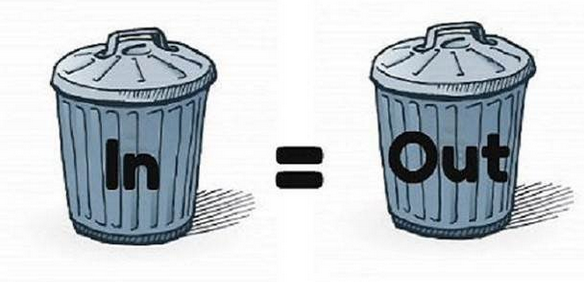 In = Out